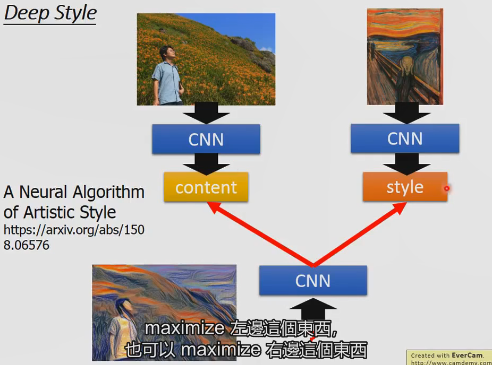 Deep Style
CNN
CNN
content
style
A Neural Algorithm
of Artistic Style
https://arxiv.org/abs/150
8.06576
CNN
maximize 左邊這個東西,
也可以 maximize 右邊這個東西
Created with EverCam.
http://www.camdemy.com